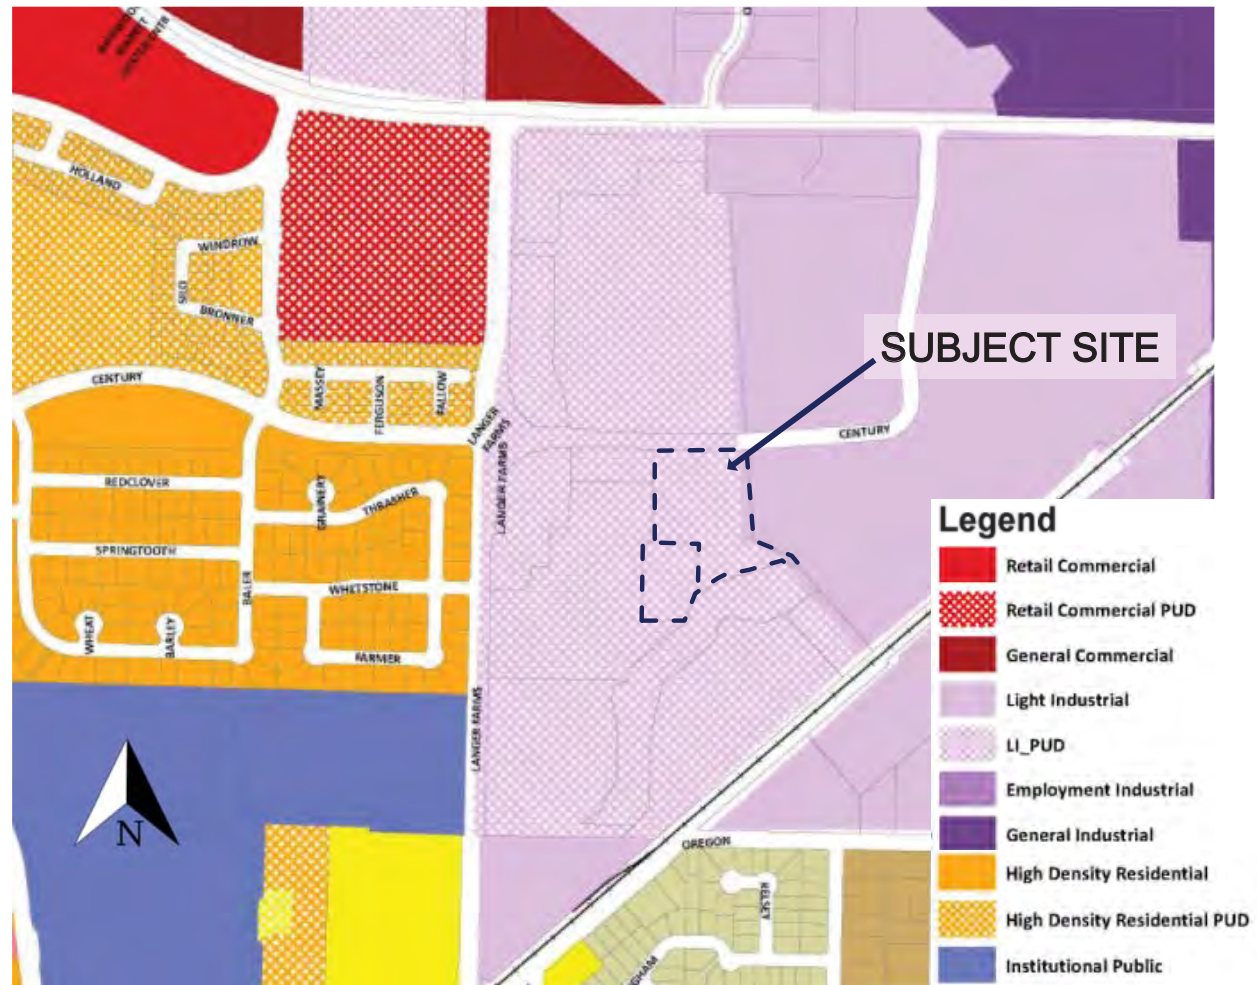 HOLLAND
WINDROW
SILO
BRONNER
CENTURY
MASSEY
FERGUSON
FALLOW
LANGER
FARMS
LANGER FARMS
SUBJECT SITE
CENTURY
REDCLOVER
GRAINERY
THRASHER
SPRINGTOOTH
BALER
WHETSTONE
WHEAT
BARLEY
FARMER
LANGER FARMS
N
OREGON
KELSEY
Legend
Retail Commercial
Retail Commercial PUD
General Commercial
Light Industrial
LI_PUD
Employment Industrial
General Industrial
High Density Residential
High Density Residential PUD
Institutional Public